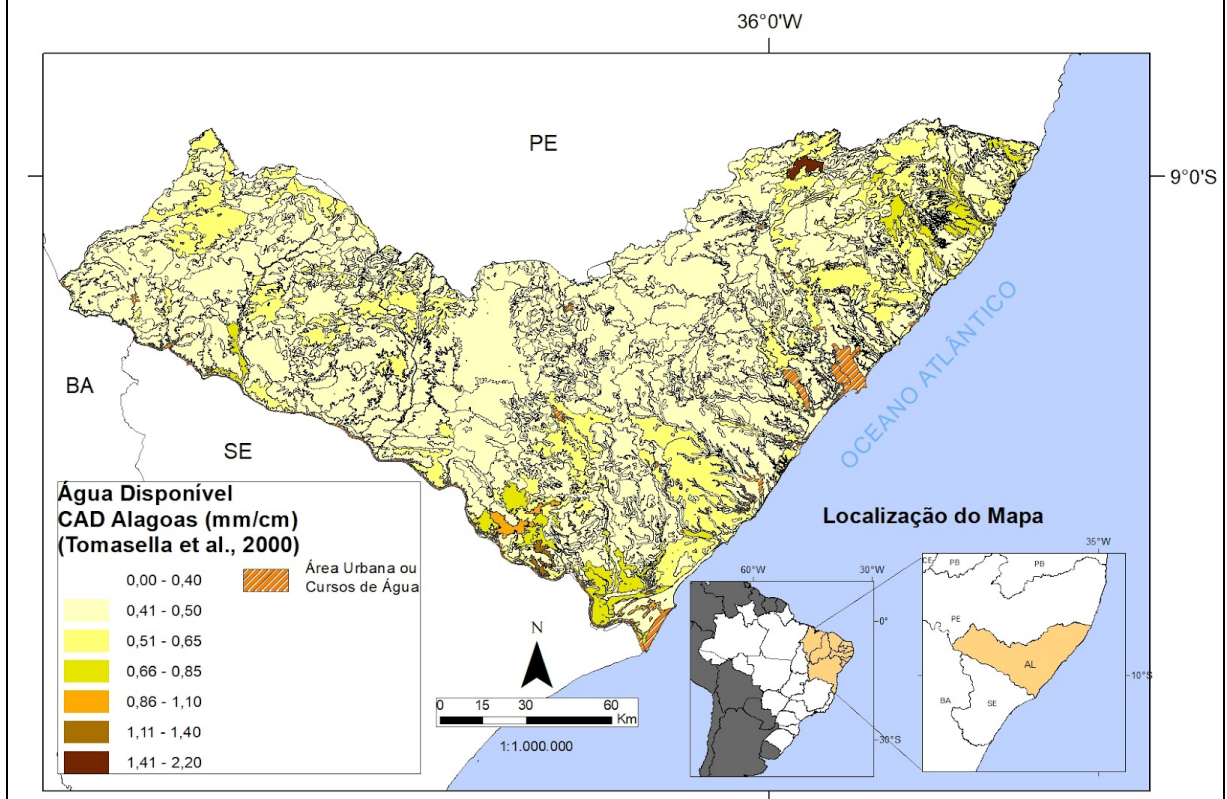 36°0'W
PE
9°0'S
BA
SE
OCEANO ATLÂNTICO
Água Disponível
CAD Alagoas (mm/cm)
(Tomasella et al., 2000)
0,00 - 0,40
0,41 - 0,50
0,51 - 0,65
0,66 - 0,85
0,86 - 1,10
1,11 - 1,40
1,41 - 2,20
Área Urbana ou
Cursos de Água
N
0 15 30 60
Km
1:1.000.000
Localização do Mapa
60°W 30°W
0°
30°S
35°W
CE PB PB
PE
AL
10°S
BA SE